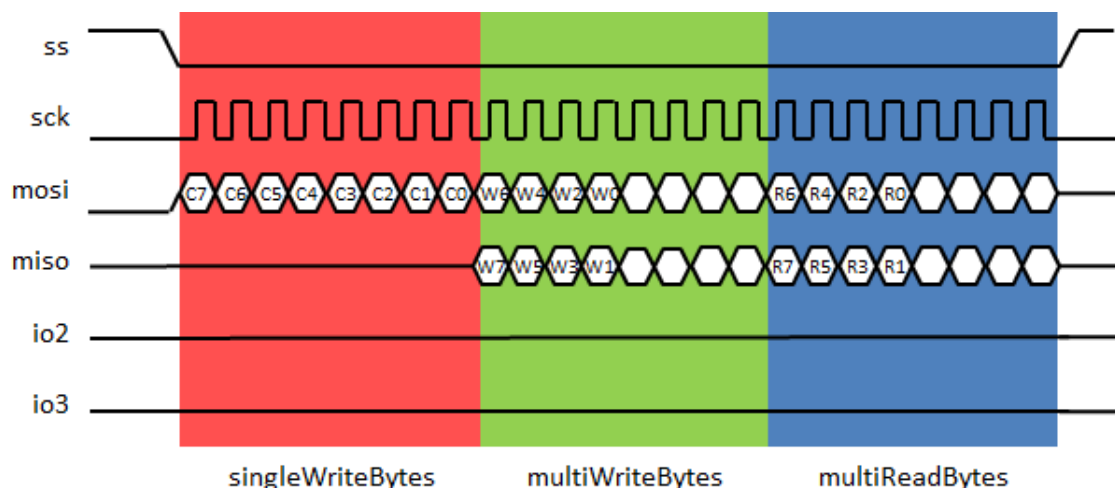 ss
sck
mosi C7 C6 C5 C4 C3 C2 C1 C0 W6 W4 W2 W0 R6 R4 R2 R0
miso W7 W5 W3 W1 R7 R5 R3 R1
io2
io3
singleWriteBytes multiWriteBytes multiReadBytes